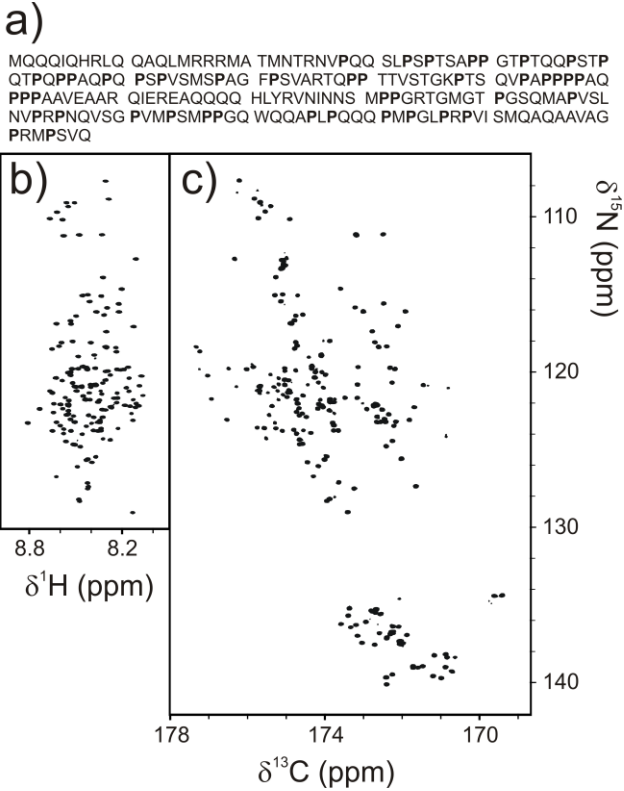 a)
MQQQIQHRLQ QAQLMRRRMA TMNTRNVPQQ SLPSPTSAPP GTPTQQPSTP
QTPQPPAQPQ PSPVSMSPAG FPSVARTQPP TTVSTGKPTS QVPAPPPPAQ
PPPAAVEAAR QIEREAQQQQ HLYRVNINNS MPPGRTGMGT PGSQMAPVSL
NVPRPNQVSG PVMPSMPPGQ WQQAPLPQQQ PMPGLPRPVI SMQAQAAVAG
PRMPSVQ
b)
c)
110
120
130
140
δ15N (ppm)
8.8 8.2
δ1H (ppm)
178 174 170
δ13C (ppm)